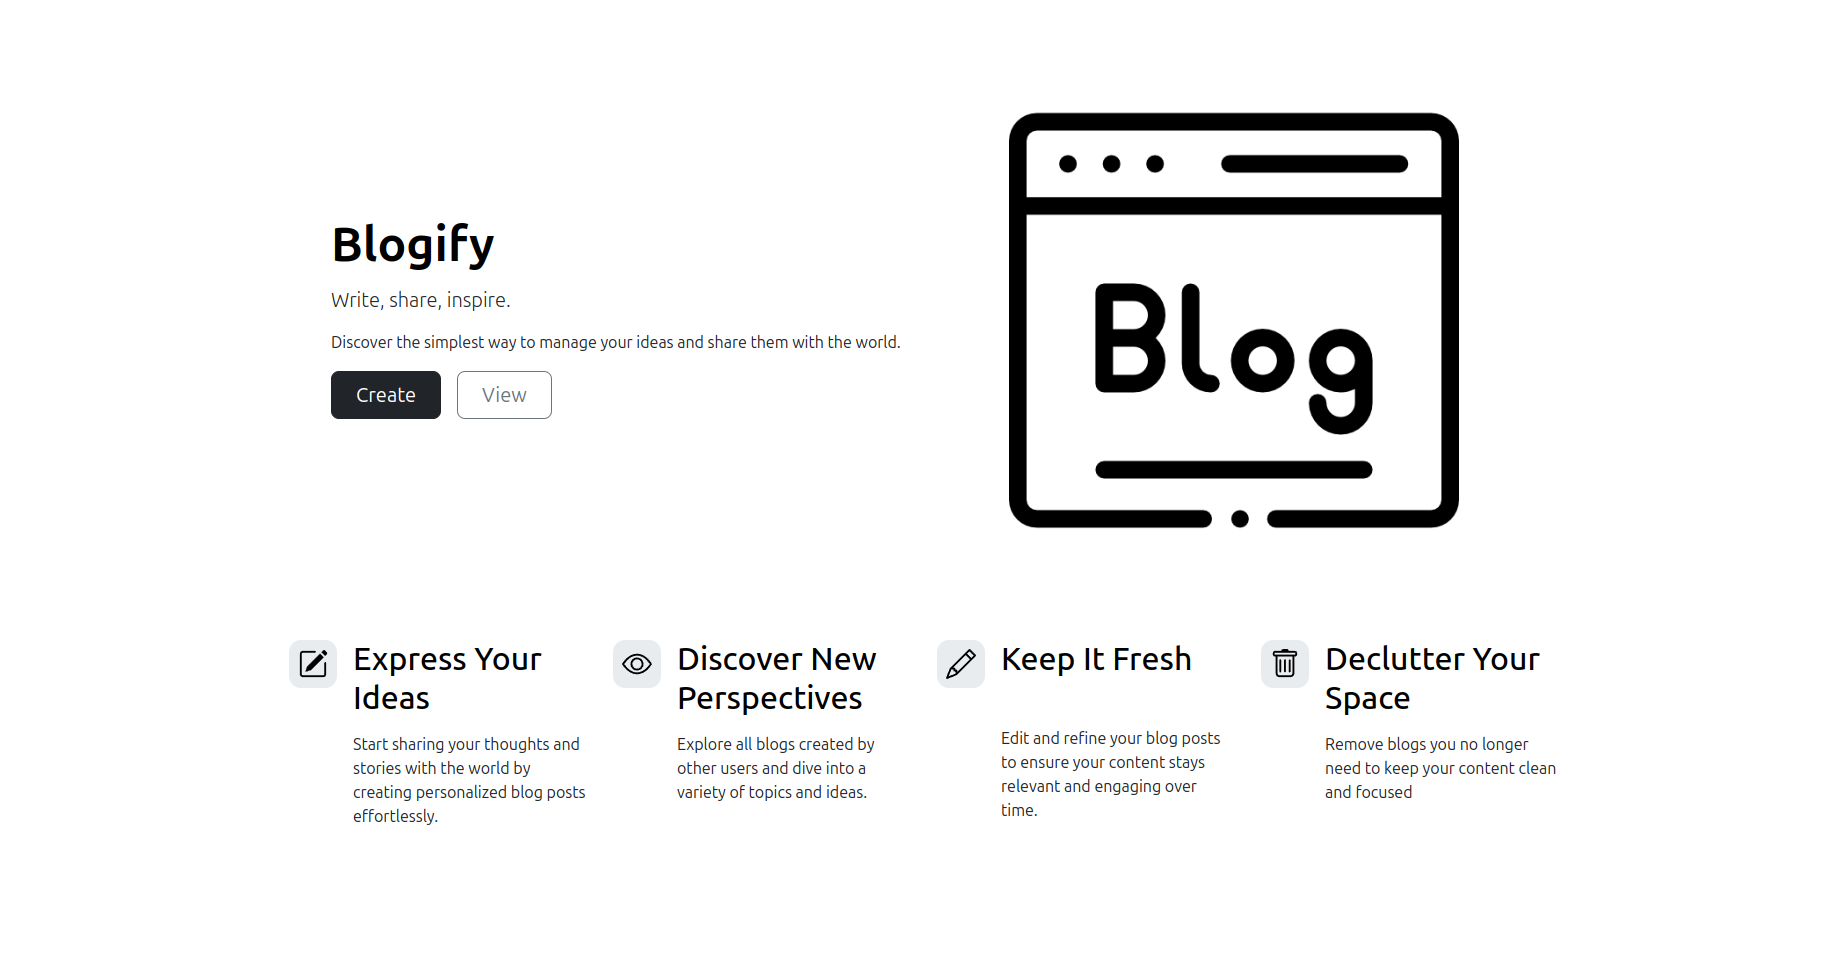 Blogify
Write, share, inspire.
Discover the simplest way to manage your ideas and share them with the world.
Create
View
Blog
Express Your
Ideas
Start sharing your thoughts and
stories with the world by
creating personalized blog posts
effortlessly.
Discover New
Perspectives
Explore all blogs created by
other users and dive into a
variety of topics and ideas.
Keep It Fresh
Edit and refine your blog posts
to ensure your content stays
relevant and engaging over
time.
Declutter Your
Space
Remove blogs you no longer
need to keep your content clean
and focused